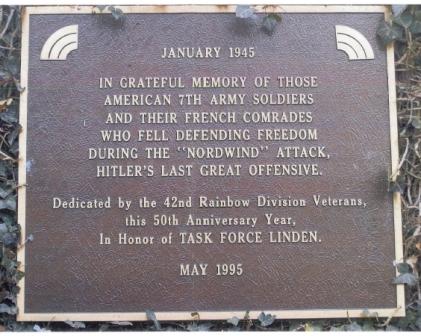 JANUARY 1945
IN GRATEFUL MEMORY OF THOSE
AMERICAN 7TH ARMY SOLDIERS
AND THEIR FRENCH COMRADES
WHO FELL DEFENDING FREEDOM
DURING THE "NORDWIND" ATTACK,
HITLER'S LAST GREAT OFFENSIVE.
Dedicated by the 42nd Rainbow Division Veterans,
this 50th Anniversary Year,
In Honor of TASK FORCE LINDEN.
MAY 1995